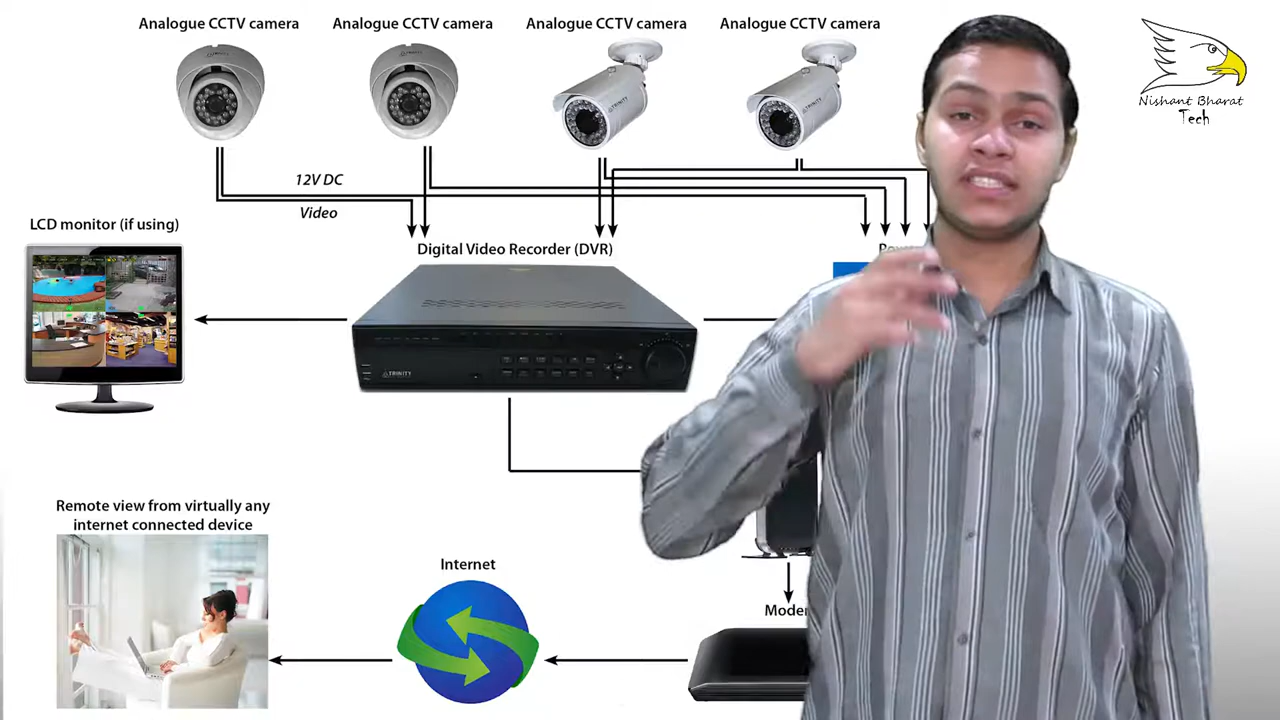 Analogue CCTV camera
Analogue CCTV camera
Analogue CCTV camera
Analogue CCTV camera
Nishant Bharat
Tech
12V DC
Video
LCD monitor (if using)
Digital Video Recorder (DVR)
TRINITY
Remote view from virtually any
internet connected device
Internet